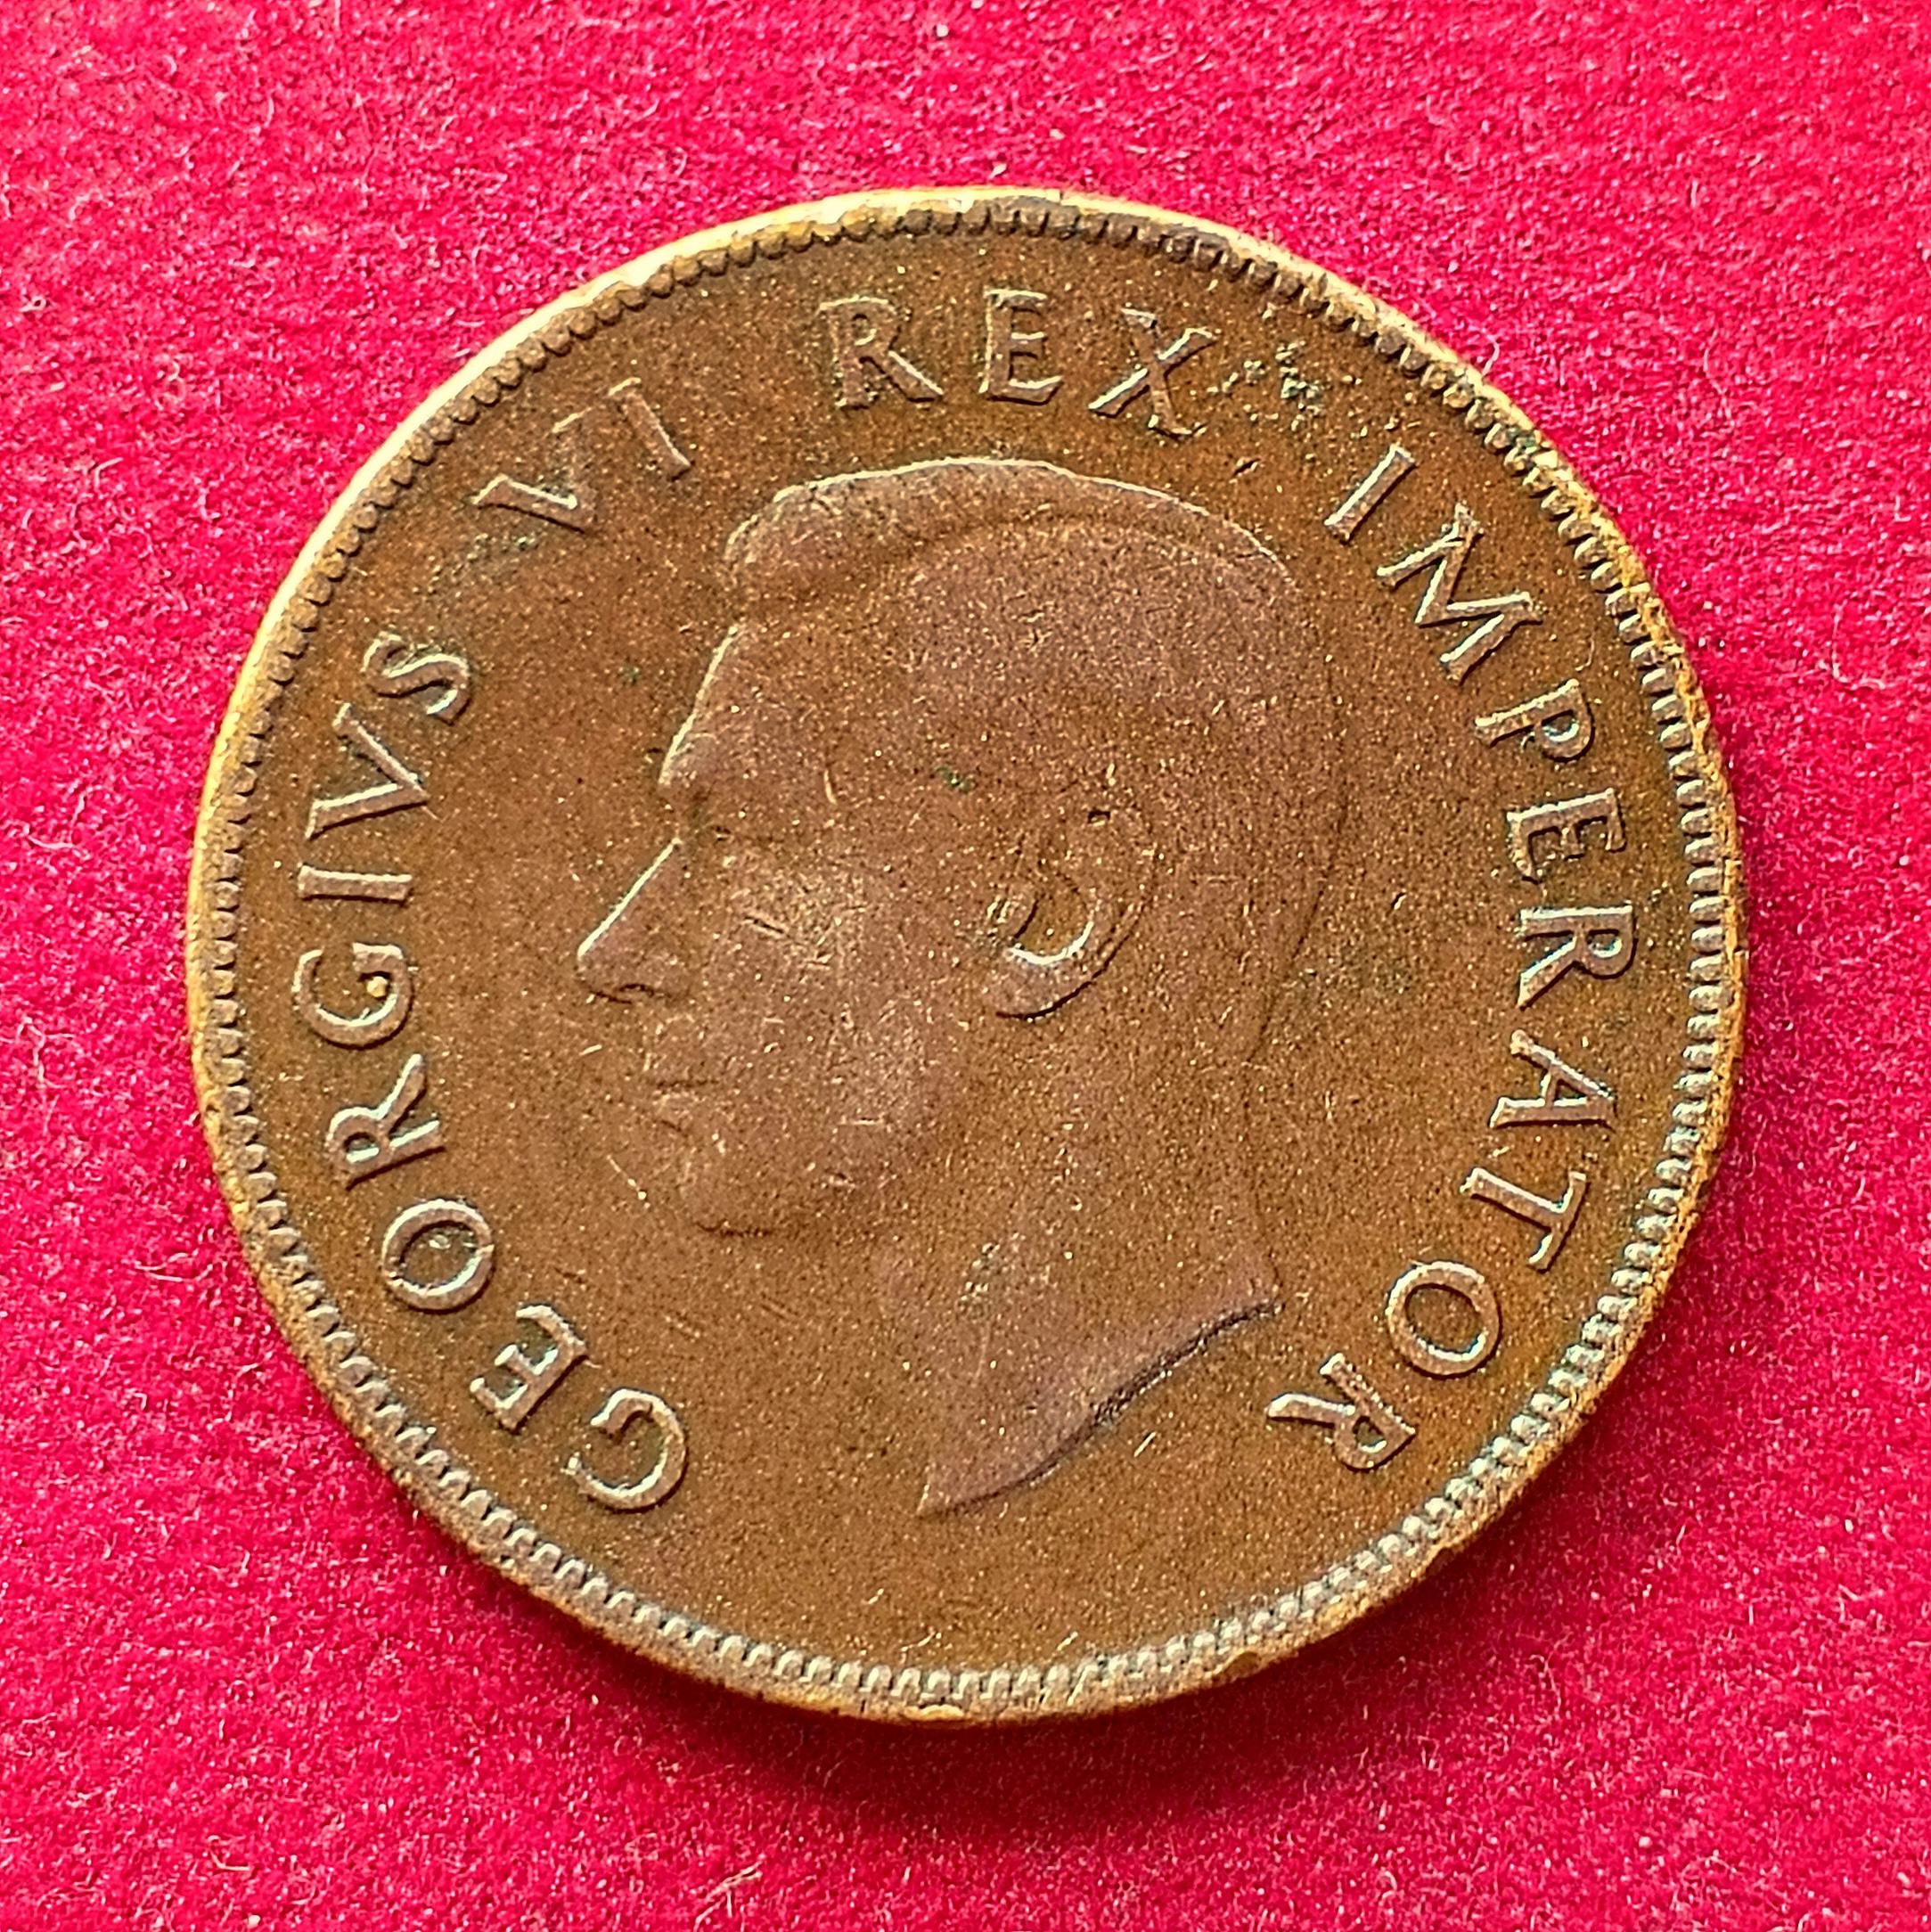 GEORGIVS VI REX IMPERATOR